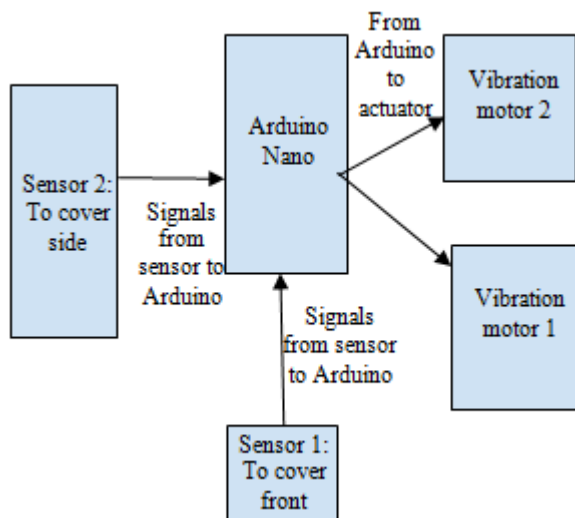 From
Arduino
to
actuator
Vibration
motor 2
Arduino
Nano
Sensor 2:
To cover
side
Signals
from
sensor to
Arduino
Vibration
motor 1
Signals
from sensor
to Arduino
Sensor 1:
To cover
front